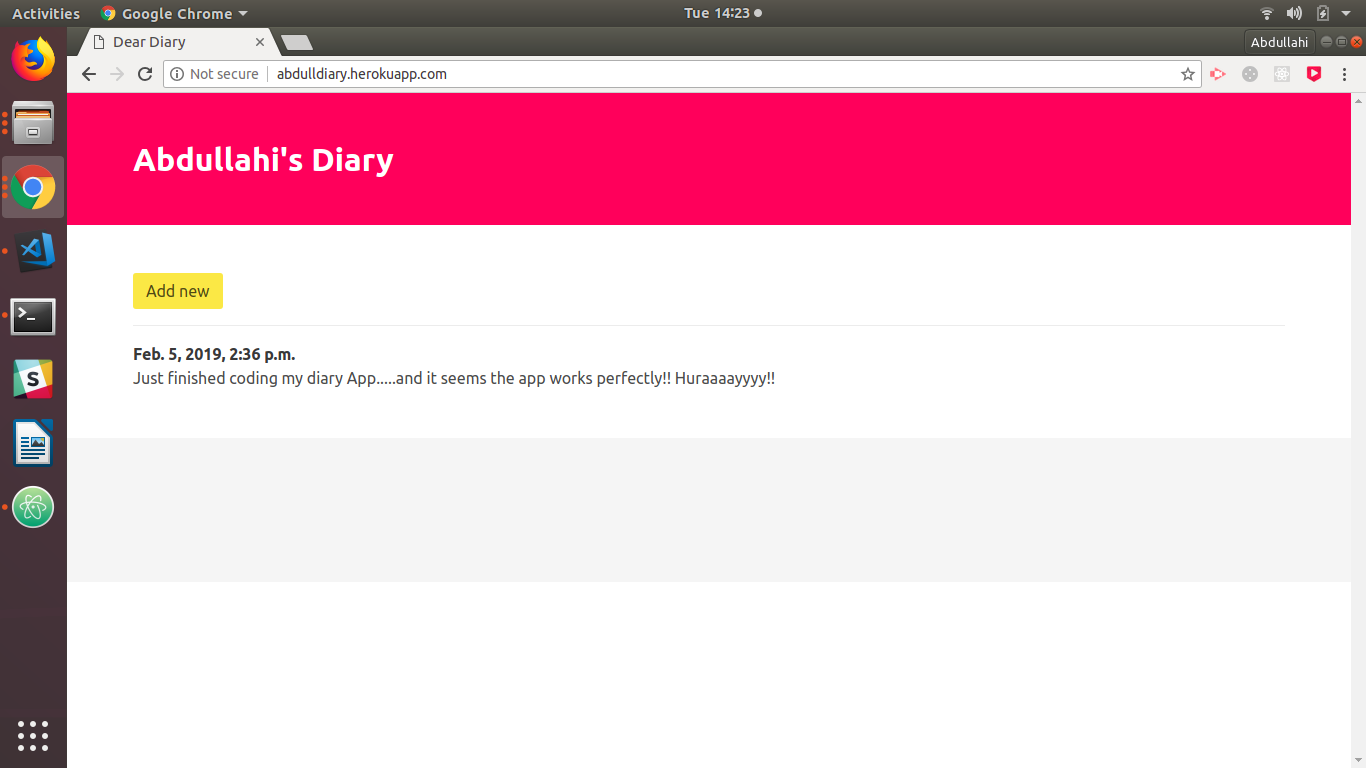 Activities Google Chrome Tue 14:23
Dear Diary Abdullahi
Not secure abdulldiary.herokuapp.com
Abdullahi's Diary
Add new
Feb. 5, 2019, 2:36 p.m.
Just finished coding my diary App.....and it seems the app works perfectly!! Huraaaayyyy!!
S